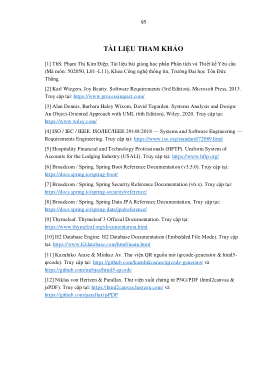 95
TÀI LIỆU THAM KHẢO
[1] ThS. Phạm Thị Kim Điệp. Tài liệu bài giảng học phần Phân tích và Thiết kế Yêu cầu
(Mã môn: 502050, L01–L11). Khoa Công nghệ thông tin, Trường Đại học Tôn Đức
Thắng.
[2] Karl Wiegers, Joy Beatty. Software Requirements (3rd Edition). Microsoft Press, 2013.
Truy cập tại: https://www.processimpact.com/
[3] Alan Dennis, Barbara Haley Wixom, David Tegarden. Systems Analysis and Design:
An Object-Oriented Approach with UML (6th Edition). Wiley, 2020. Truy cập tại:
https://www.wiley.com/
[4] ISO / IEC / IEEE. ISO/IEC/IEEE 29148:2018 — Systems and Software Engineering —
Requirements Engineering. Truy cập tại: https://www.iso.org/standard/72089.html
[5] Hospitality Financial and Technology Professionals (HFTP). Uniform System of
Accounts for the Lodging Industry (USALI). Truy cập tại: https://www.hftp.org/
[6] Broadcom / Spring. Spring Boot Reference Documentation (v3.5.0). Truy cập tại:
https://docs.spring.io/spring-boot/
[7] Broadcom / Spring. Spring Security Reference Documentation (v6.x). Truy cập tại:
https://docs.spring.io/spring-security/reference/
[8] Broadcom / Spring. Spring Data JPA Reference Documentation. Truy cập tại:
https://docs.spring.io/spring-data/jpa/reference/
[9] Thymeleaf. Thymeleaf 3 Official Documentation. Truy cập tại:
https://www.thymeleaf.org/documentation.html
[10] H2 Database Engine. H2 Database Documentation (Embedded File Mode). Truy cập
tại: https://www.h2database.com/html/main.html
[11] Kazuhiko Arase & Minhaz Av. Thư viện QR nguồn mở (qrcode-generator & html5-
qrcode). Truy cập tại: https://github.com/kazuhikoarase/qrcode-generator và
https://github.com/mebjas/html5-qrcode
[12] Niklas von Hertzen & Parallax. Thư viện xuất chứng từ PNG/PDF (html2canvas &
jsPDF). Truy cập tại: https://html2canvas.hertzen.com/ và
https://github.com/parallax/jsPDF